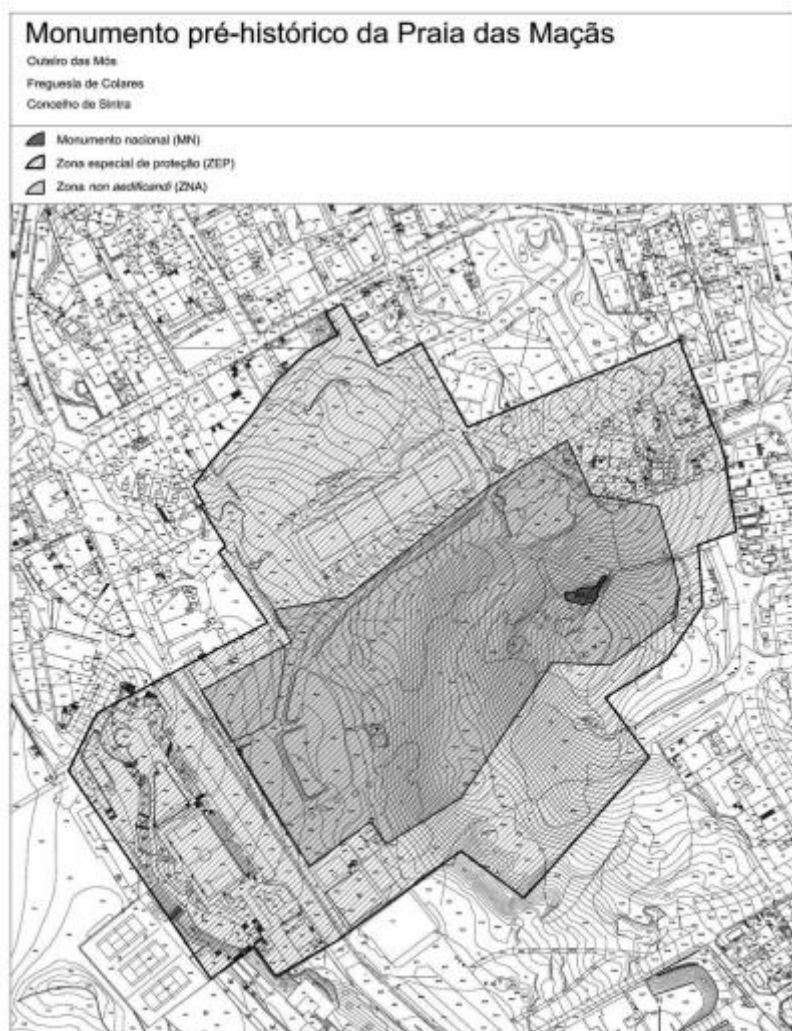 Monumento pré-histórico da Praia das Maçãs
Outeiro das Mós
Freguesia de Colares
Concelho de Sintra
Monumento nacional (MN)
Zona especial de proteção (ZEP)
Zona non aedificandi (ZNA)